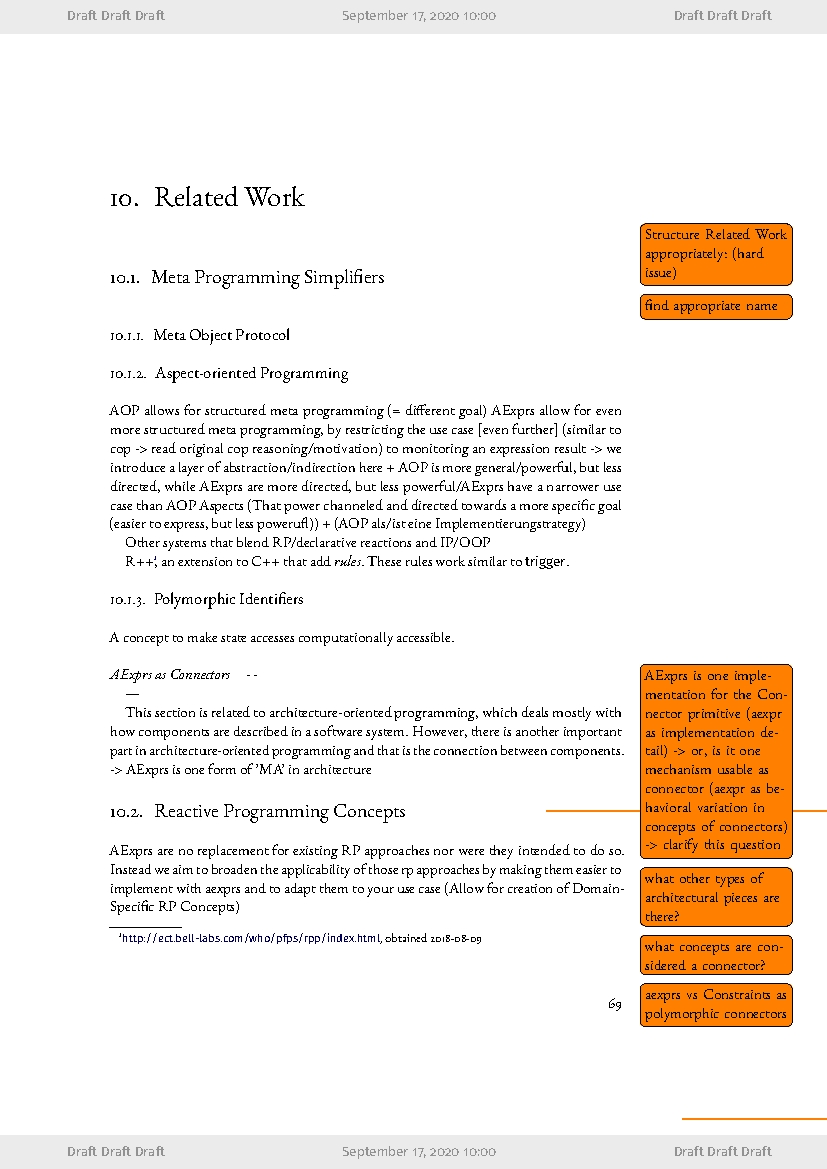 Draft Draft Draft September 17, 2020 10:00 Draft Draft Draft
10. Related Work
Structure Related Work
appropriately: (hard
issue)
10.1. Meta Programming Simplifiers
find appropriate name
10.1.1. Meta Object Protocol
10.1.2. Aspect-oriented Programming
AOP allows for structured meta programming (= different goal) AExprs allow for even
more structured meta programming, by restricting the use case [even further] (similar to
cop -> read original cop reasoning/motivation) to monitoring an expression result -> we
introduce a layer of abstraction/indirection here + AOP is more general/powerful, but less
directed, while AExprs are more directed, but less powerful/AExprs have a narrower use
case than AOP Aspects (That power channeled and directed towards a more specific goal
(easier to express, but less powerufl)) + (AOP als/ist eine Implementierungstrategy)
Other systems that blend RP/declarative reactions and IP/OOP
R++¹, an extension to C++ that add rules. These rules work similar to trigger.
10.1.3. Polymorphic Identifiers
A concept to make state accesses computationally accessible.
AExprs as Connectors - -
—
This section is related to architecture-oriented programming, which deals mostly with
how components are described in a software system. However, there is another important
part in architecture-oriented programming and that is the connection between components.
-> AExprs is one form of 'MA' in architecture
AExprs is one imple-
mentation for the Con-
nector primitive (aexpr
as implementation de-
tail) -> or, is it one
mechanism usable as
connector (aexpr as be-
havioral variation in
concepts of connectors)
-> clarify this question
10.2. Reactive Programming Concepts
AExprs are no replacement for existing RP approaches nor were they intended to do so.
Instead we aim to broaden the applicability of those rp approaches by making them easier to
implement with aexprs and to adapt them to your use case (Allow for creation of Domain-
Specific RP Concepts)
what other types of
architectural pieces are
there?
what concepts are con-
sidered a connector?
aexprs vs Constraints as
polymorphic connectors
¹http://ect.bell-labs.com/who/pfps/rpp/index.html, obtained 2018-08-09
69
Draft Draft Draft September 17, 2020 10:00 Draft Draft Draft